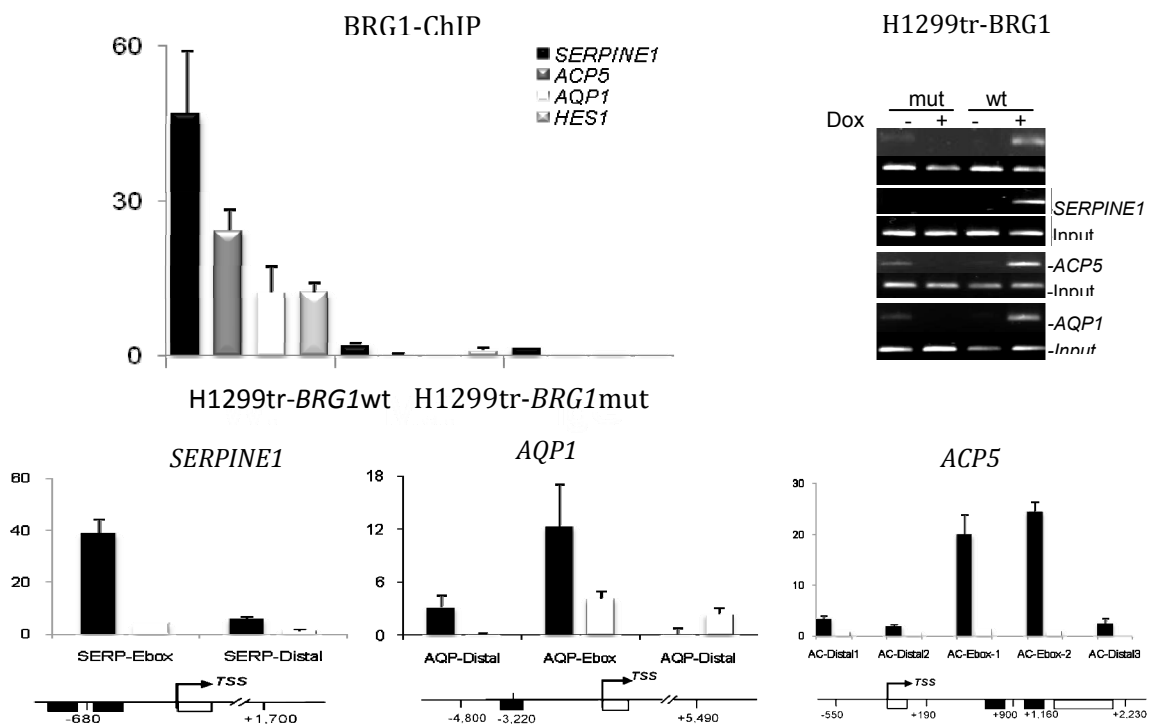 BRG1-ChIP
60
30
0
SERPINE1
ACP5
AQP1
HES1
H1299tr-BRG1wt H1299tr-BRG1mut
H1299tr-BRG1
mut wt
Dox - + - +
SERPINE1
Input
-ACP5
-Input
-AQP1
-Input
SERPINE1
60
40
20
0
SERP-Ebox SERP-Distal
TSS
-680 +1,700
AQP1
18
12
6
0
AQP-Distal AQP-Ebox AQP-Distal
TSS
-4,800 -3,220 +5,490
ACP5
30
20
10
0
AC-Distal1 AC-Distal2 AC-Ebox-1 AC-Ebox-2 AC-Distal3
TSS
-550 +190 +900 +1,160 +2,230